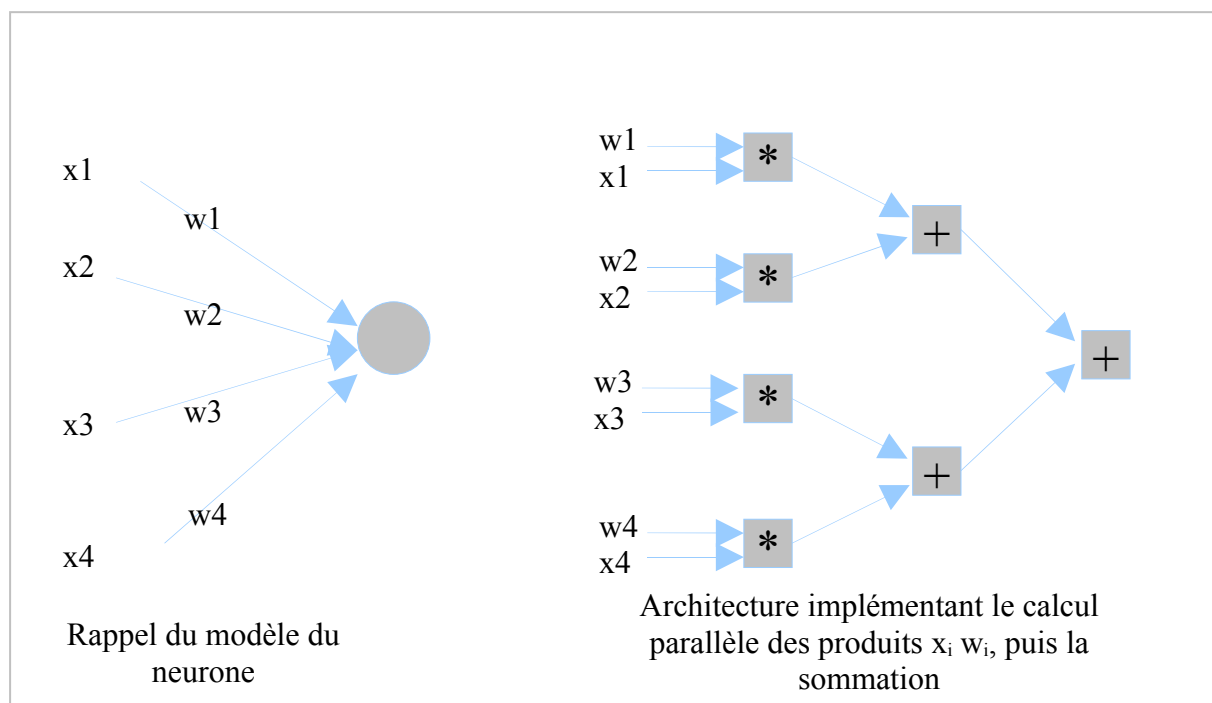 x1
w1
x2
w2
x3
w3
w4
x4
Rappel du modèle du
neurone
w1
x1
*
w2
x2
*
+
w3
x3
*
+
+
w4
x4
*
Architecture implémentant le calcul
parallèle des produits xᵢ wᵢ, puis la
sommation